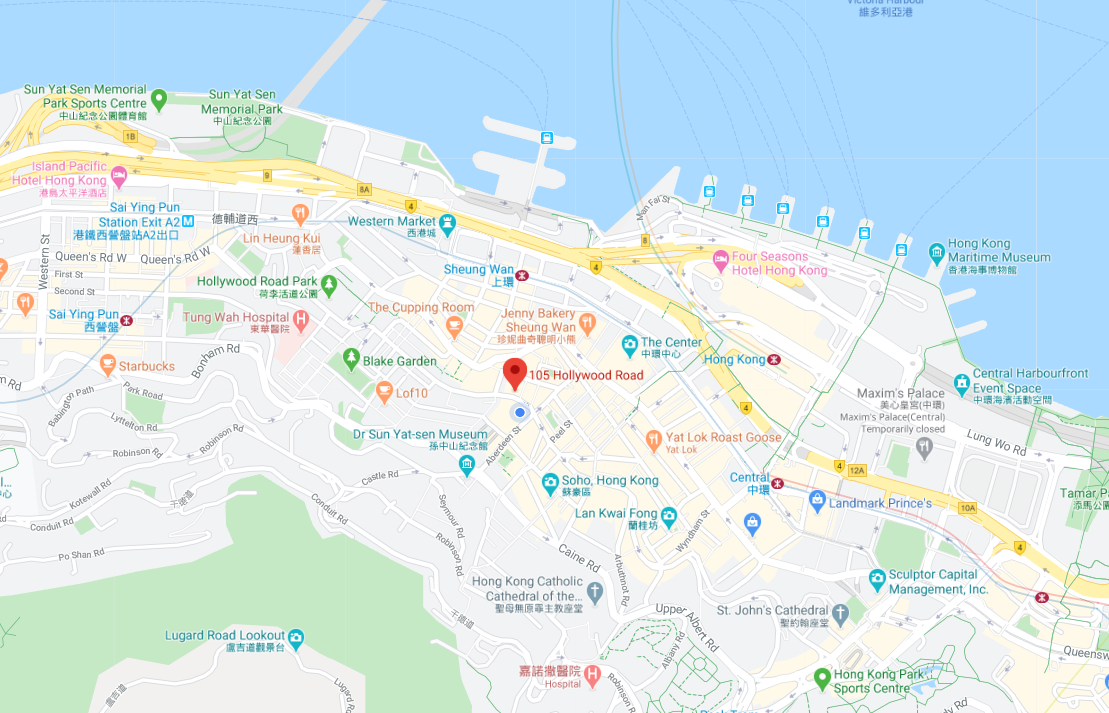 Victoria Harbour
維多利亞港
Sun Yat Sen Memorial
Park Sports Centre
中山紀念公園體育館
Sun Yat Sen
Memorial Park
中山紀念公園
1B
Island Pacific
Hotel Hong Kong
港島太平洋酒店
9
8A
4
Sai Ying Pun
Station Exit A2
港鐵西營盤站A2出口
德輔道西
Lin Heung Kui
蓮香居
Western Market
西港城
Man Fai St
8
4
Four Seasons
Hotel Hong Kong
Hong Kong
Maritime Museum
香港海事博物館
Western St
Queen's Rd W
Queen's Rd W
First St
Second St
Sheung Wan
上環
Hollywood Road Park
荷李活道公園
Sai Ying Pun
西營盤
Tung Wah Hospital
東華醫院
The Cupping Room
Jenny Bakery
Sheung Wan
珍妮曲奇聰明小熊
The Center
中環中心
Hong Kong
Bonham Rd
Starbucks
Blake Garden
105 Hollywood Road
Central Harbourfront
Event Space
中環海濱活動空間
Maxim's Palace
美心皇宮(中環)
Maxim's Palace(Central)
Temporarily closed
Babington Path
Park Road
Lof10
4
Lyttelton Rd
Robinson Rd
Robinson Rd
Dr Sun Yat-sen Museum
孫中山紀念館
Aberdeen St
Peel St
Yat Lok Roast Goose
Yat Lok
Lung Wo Rd
4
12A
Castle Rd
Soho, Hong Kong
蘇豪區
Central
中環
Landmark Prince's
10A
Tamar Pa
添馬公園
Kotewall Rd
干德道
Conduit Rd
Conduit Rd
Seymour Rd
Robinson Rd
Lan Kwai Fong
蘭桂坊
Wyndham St
4
Po Shan Rd
Caine Rd
Arbuthnot Rd
Hong Kong Catholic
Cathedral of the...
聖母無原罪主教座堂
Sculptor Capital
Management, Inc.
干德道
Upper Albert Rd
St. John's Cathedral
聖約翰座堂
Lugard Road Lookout
盧吉道觀景台
Albany Rd
Queensw
嘉諾撒醫院
Hospital
Robinson Rd
Hong Kong Park
Sports Centre
盧吉道
Lugard